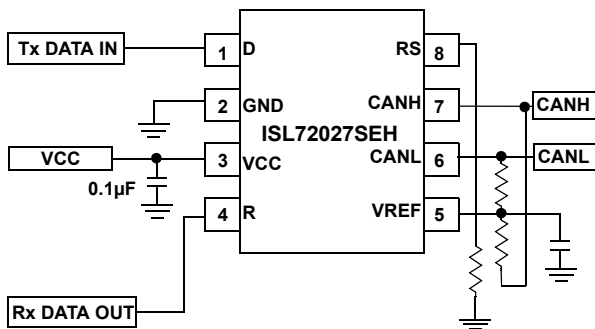 Tx DATA IN
1
D
RS
8
2
GND
CANH
7
CANH
ISL72027SEH
VCC
3
VCC
CANL
6
CANL
0.1µF
4
R
VREF
5
Rx DATA OUT